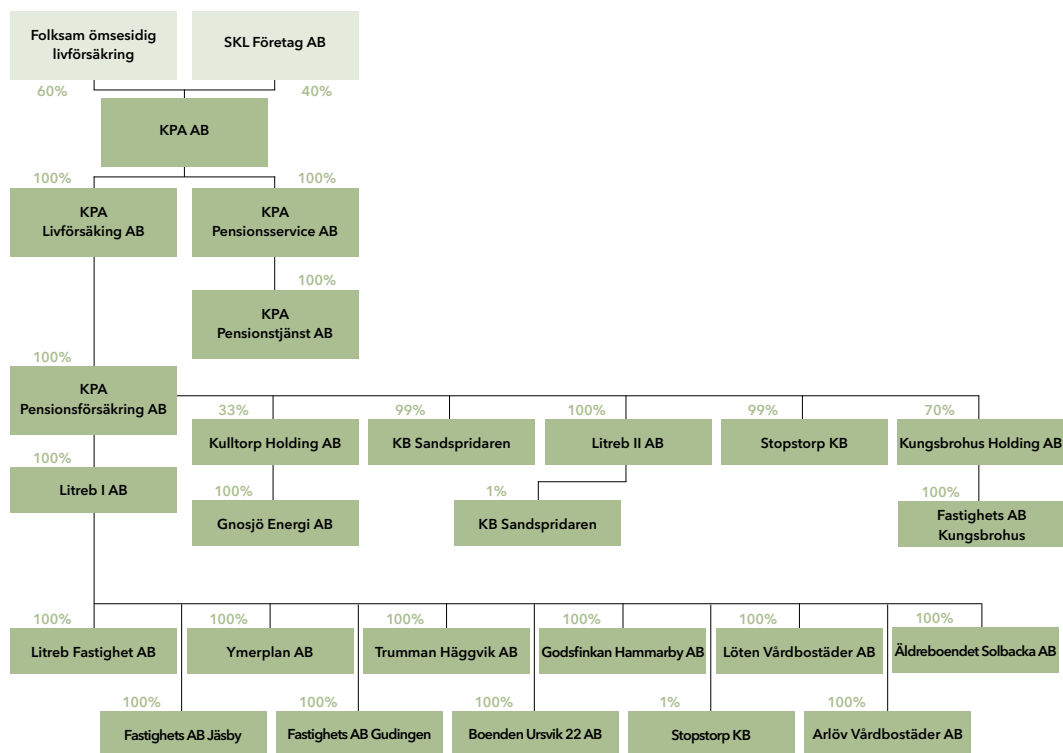 Folksam ömsesidig
livförsäkring
SKL Företag AB
60%
40%
KPA AB
100%
100%
KPA
Livförsäking AB
KPA
Pensionsservice AB
100%
KPA
Pensionstjänst AB
100%
KPA
Pensionsförsäkring AB
33%
99%
100%
99%
70%
Kulltorp Holding AB
KB Sandspridaren
Litreb II AB
Stopstorp KB
Kungsbrohus Holding AB
100%
Litreb I AB
100%
Gnosjö Energi AB
1%
KB Sandspridaren
100%
Fastighets AB
Kungsbrohus
100%
100%
100%
100%
100%
100%
Litreb Fastighet AB
Ymerplan AB
Trumman Häggvik AB
Godsfinkan Hammarby AB
Löten Vårdbostäder AB
Äldreboendet Solbacka AB
100%
100%
100%
1%
100%
Fastighets AB Jäsby
Fastighets AB Gudingen
Boenden Ursvik 22 AB
Stopstorp KB
Arlöv Vårdbostäder AB